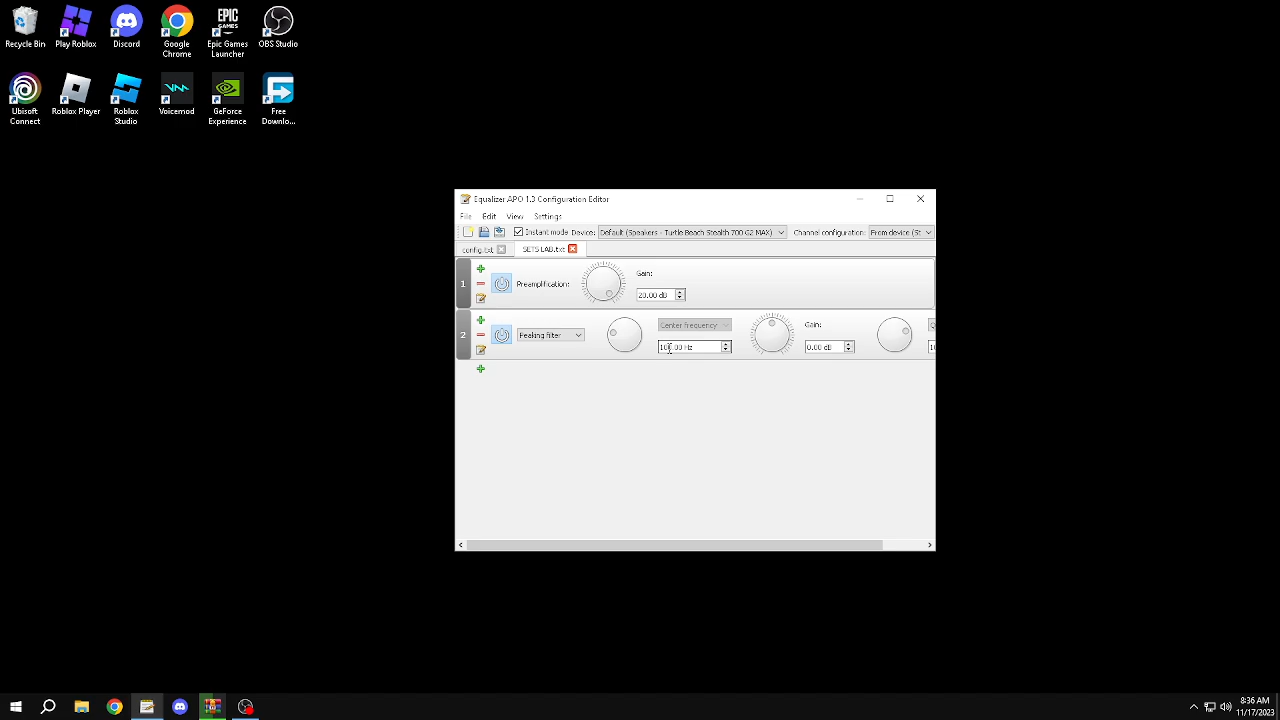 Recycle Bin
Play Roblox
Discord
Google
Chrome
EPIC
GAMES
Epic Games
Launcher
OBS Studio
Ubisoft
Connect
Roblox Player
Roblox
Studio
Voicemod
GeForce
Experience
Free
Downlo...
Equalizer APO 1.3 Configuration Editor
File Edit View Settings
Instant mode Device: Default (Speakers - Turtle Beach Stealth 700 G2 MAX) Channel configuration: From device (St
config.txt SETS LAB.txt
1 Preamplification: Gain:
20.00 dB
2 Peaking filter Center frequency Gain:
0.00 dB
8:36 AM
11/17/2023